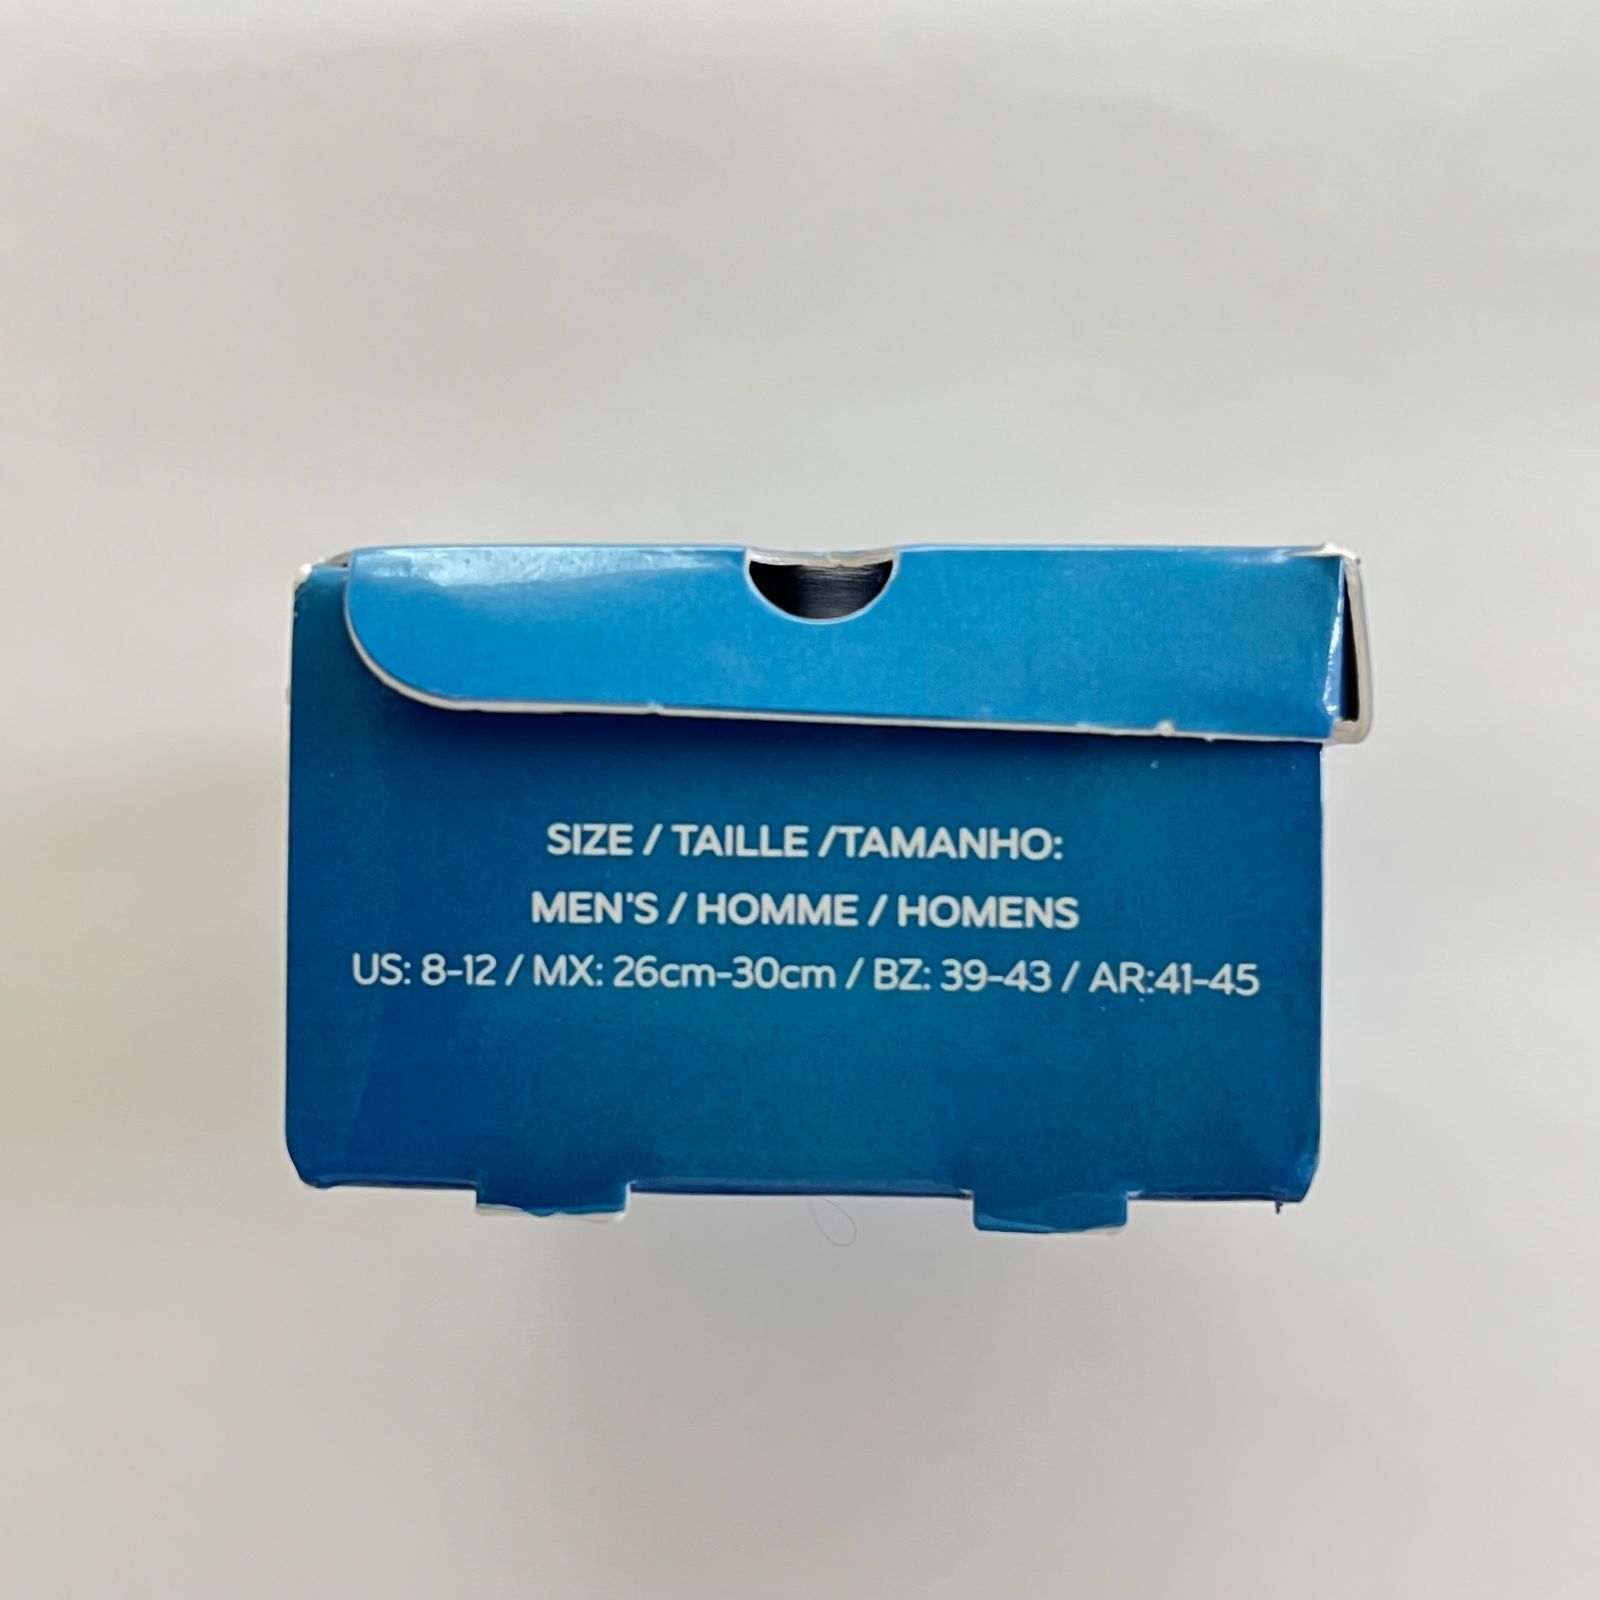 SIZE / TAILLE /TAMANHO:
MEN'S / HOMME / HOMENS
US: 8-12 / MX: 26cm-30cm / BZ: 39-43 / AR:41-45